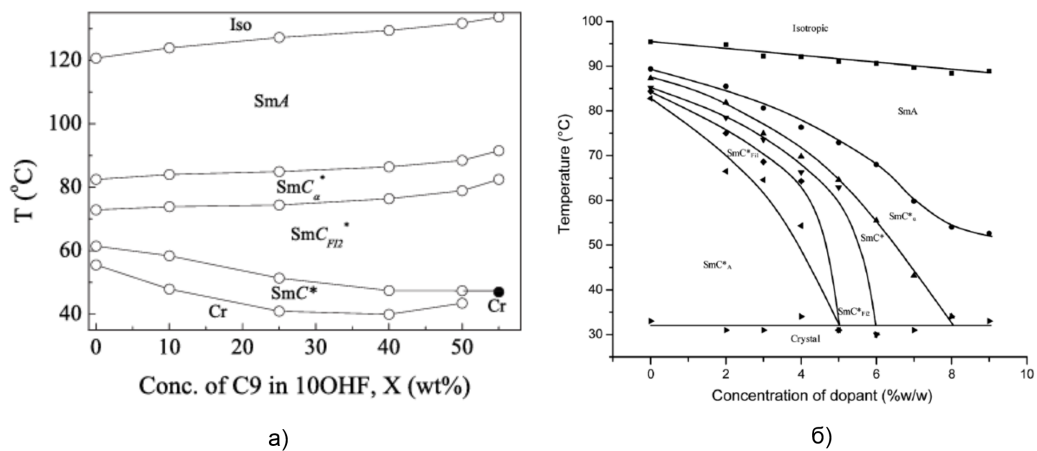 Iso
120
SmA
100
T (°C)
80
SmCα*
SmCFI2*
60
SmC*
Cr
Cr
40
0 10 20 30 40 50
Conc. of C9 in 10OHF, X (wt%)
а)
100
Isotropic
90
SmA
80
Temperature (°C)
70
SmC*FI1
60
SmC*α
SmC*
50
SmC*A
40
SmC*FI2
30
Crystal
0 2 4 6 8 10
Concentration of dopant (%w/w)
б)